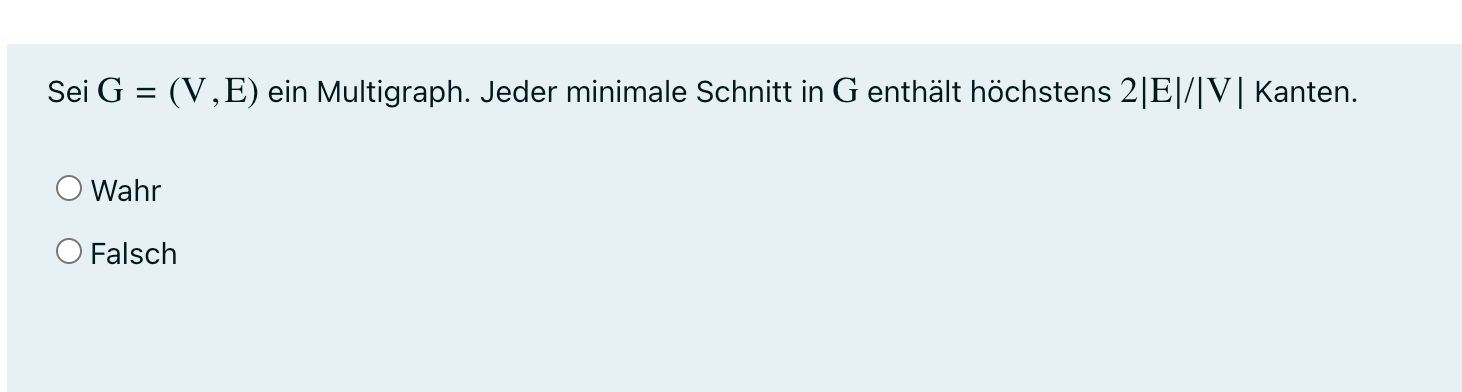 Sei G = (V, E) ein Multigraph. Jeder minimale Schnitt in G enthält höchstens 2|E|/|V| Kanten.
Wahr
Falsch